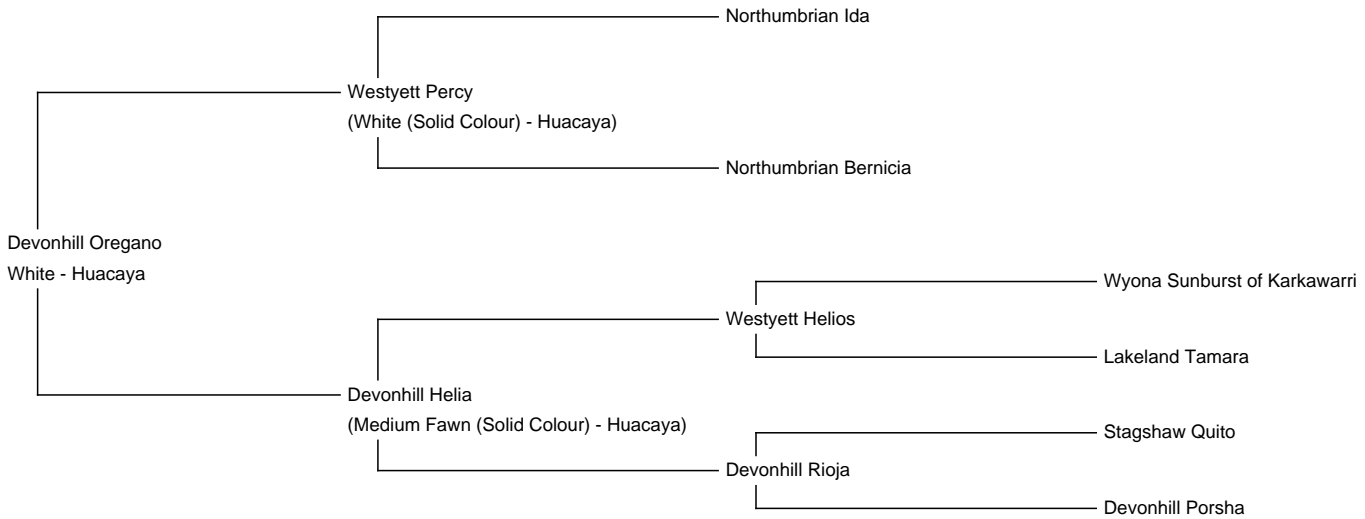 Northumbrian Ida
Westyett Percy
(White (Solid Colour) - Huacaya)
Northumbrian Bernicia
Devonhill Oregano
White - Huacaya
Wyona Sunburst of Karkawarri
Westyett Helios
Lakeland Tamara
Devonhill Helia
(Medium Fawn (Solid Colour) - Huacaya)
Stagshaw Quito
Devonhill Rioja
Devonhill Porsha